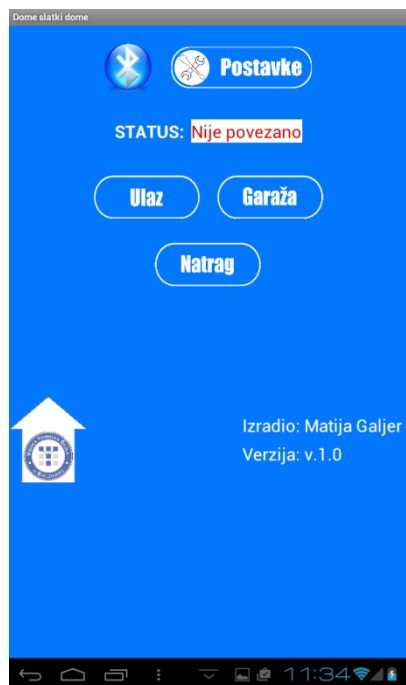 Dome slatki dome
Postavke
STATUS: Nije povezano
Ulaz Garaža
Natrag
Izradio: Matija Galjer
Verzija: v.1.0
11:34